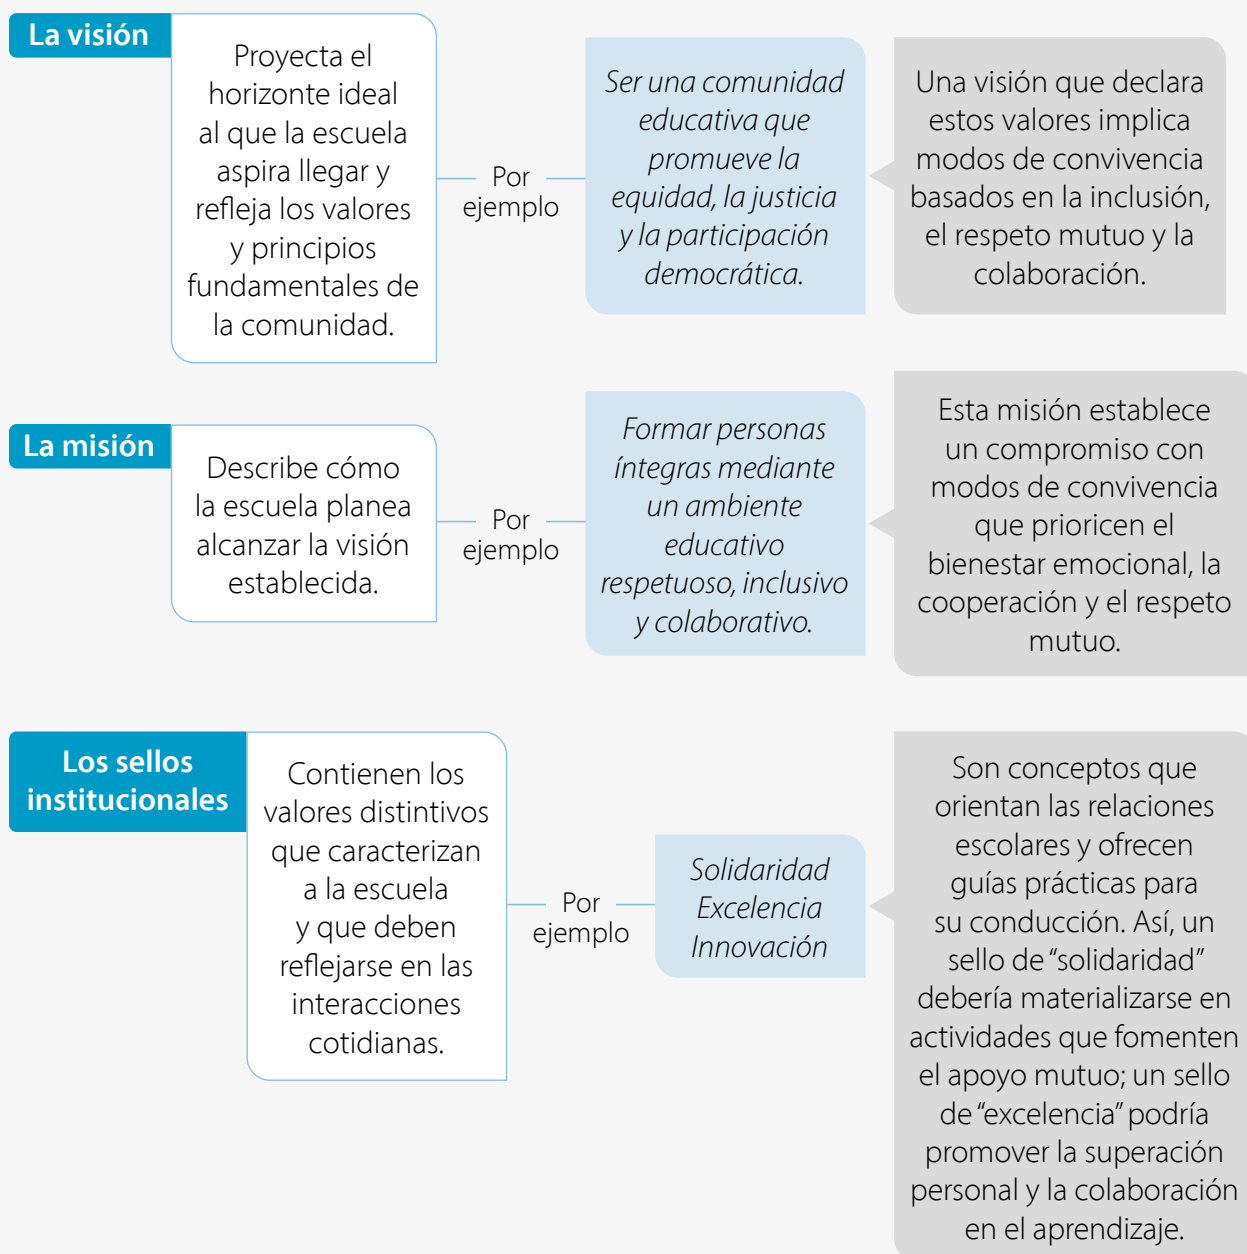 La visión
Proyecta el
horizonte ideal
al que la escuela
aspira llegar y
refleja los valores
y principios
fundamentales de
la comunidad.
Por
ejemplo
Ser una comunidad
educativa que
promueve la
equidad, la justicia
y la participación
democrática.
Una visión que declara
estos valores implica
modos de convivencia
basados en la inclusión,
el respeto mutuo y la
colaboración.
La misión
Describe cómo
la escuela planea
alcanzar la visión
establecida.
Por
ejemplo
Formar personas
íntegras mediante
un ambiente
educativo
respetuoso, inclusivo
y colaborativo.
Esta misión establece
un compromiso con
modos de convivencia
que prioricen el
bienestar emocional, la
cooperación y el respeto
mutuo.
Los sellos
institucionales
Contienen los
valores distintivos
que caracterizan
a la escuela
y que deben
reflejarse en las
interacciones
cotidianas.
Por
ejemplo
Solidaridad
Excelencia
Innovación
Son conceptos que
orientan las relaciones
escolares y ofrecen
guías prácticas para
su conducción. Así, un
sello de “solidaridad”
debería materializarse en
actividades que fomenten
el apoyo mutuo; un sello
de “excelencia” podría
promover la superación
personal y la colaboración
en el aprendizaje.